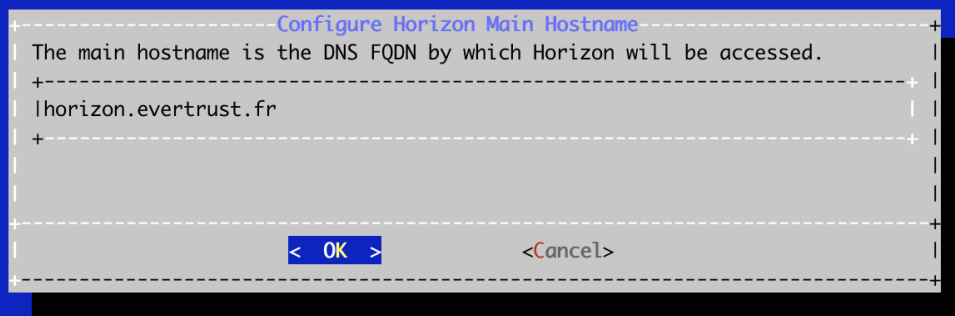 Configure Horizon Main Hostname
The main hostname is the DNS FQDN by which Horizon will be accessed.
horizon.evertrust.fr
< OK > <Cancel>